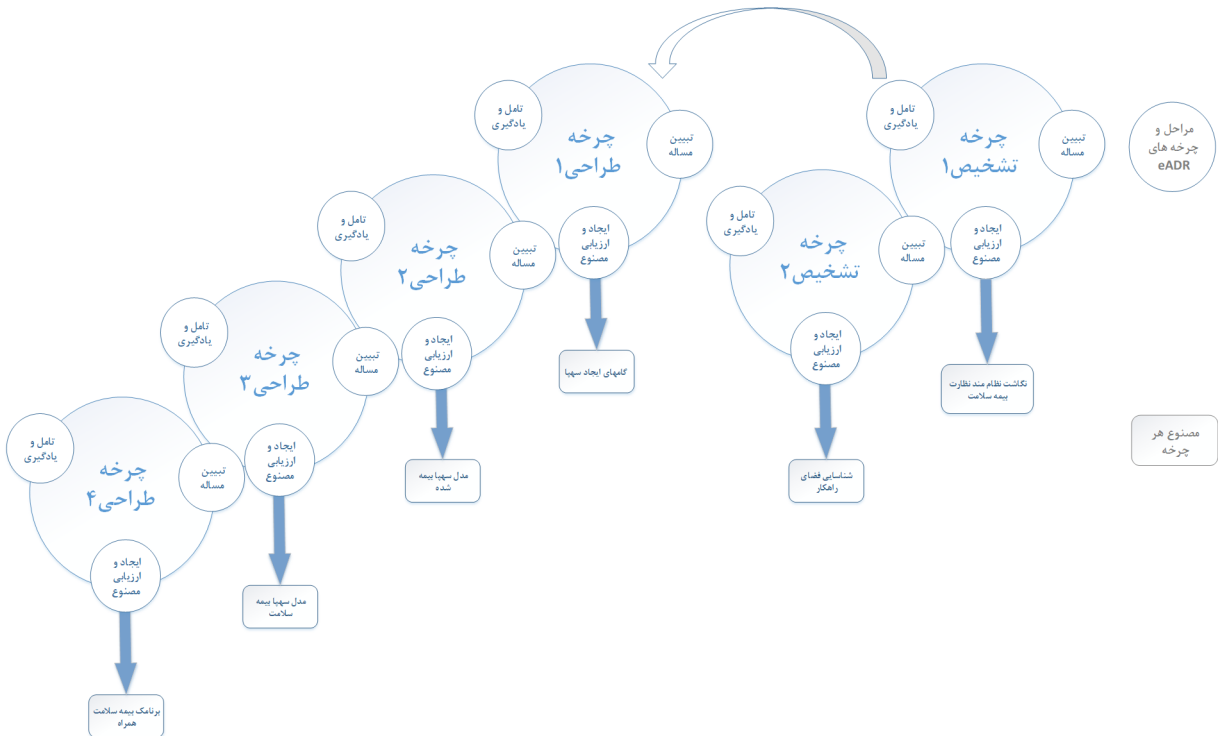 مراحل و
چرخه های
eADR
چرخه
تشخیص۱
تبیین
مساله
ایجاد و
ارزیابی
مصنوع
تامل و
یادگیری
نگاشت نظام مند نظارت
بیمه سلامت
چرخه
تشخیص۲
تبیین
مساله
ایجاد و
ارزیابی
مصنوع
تامل و
یادگیری
شناسایی فضای
راهکار
چرخه
طراحی۱
تبیین
مساله
ایجاد و
ارزیابی
مصنوع
تامل و
یادگیری
گامهای ایجاد سهپا
چرخه
طراحی۲
تبیین
مساله
ایجاد و
ارزیابی
مصنوع
تامل و
یادگیری
مدل سهپا بیمه
شده
چرخه
طراحی۳
تبیین
مساله
ایجاد و
ارزیابی
مصنوع
تامل و
یادگیری
مدل سهپا بیمه
سلامت
چرخه
طراحی۴
تبیین
مساله
ایجاد و
ارزیابی
مصنوع
تامل و
یادگیری
برنامک بیمه سلامت
همراه
مصنوع هر
چرخه